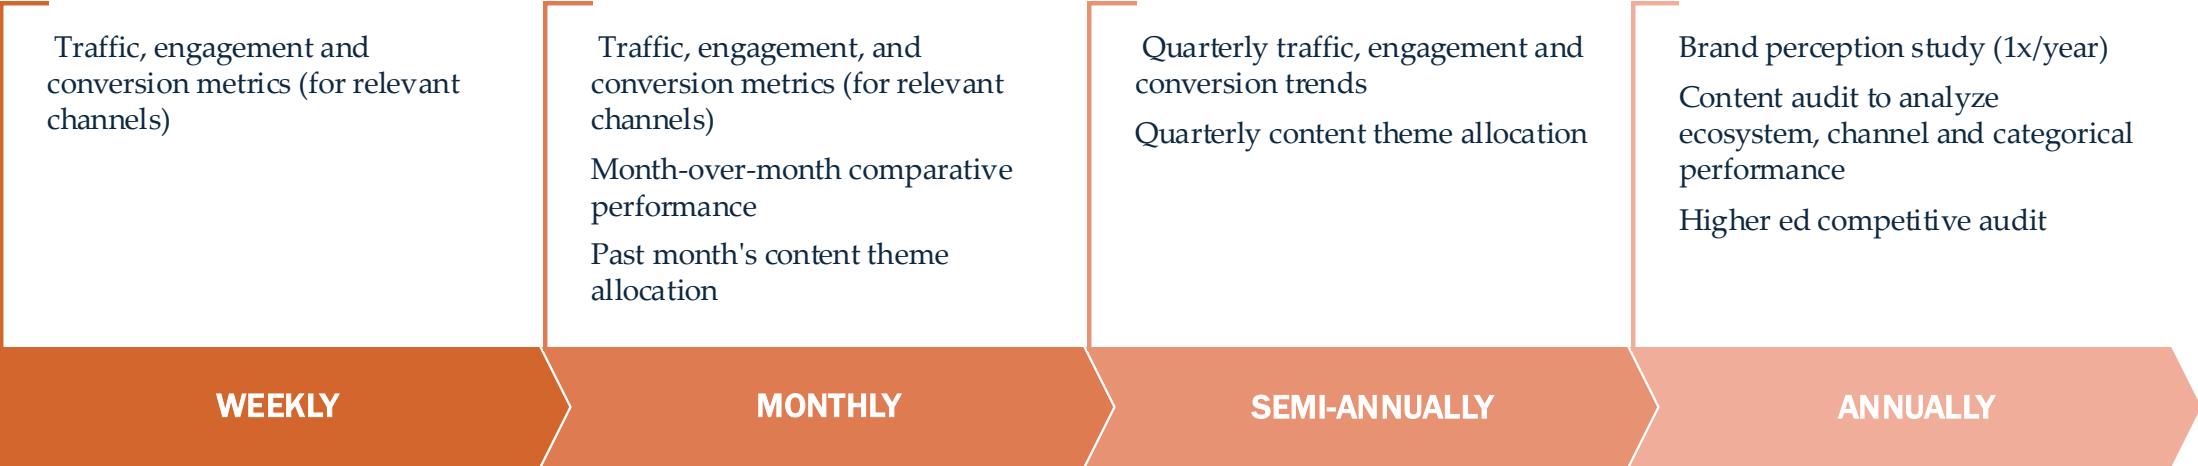 Traffic, engagement and
conversion metrics (for relevant
channels)
Traffic, engagement, and
conversion metrics (for relevant
channels)
Month-over-month comparative
performance
Past month's content theme
allocation
Quarterly traffic, engagement and
conversion trends
Quarterly content theme allocation
Brand perception study (1x/year)
Content audit to analyze
ecosystem, channel and categorical
performance
Higher ed competitive audit
WEEKLY
MONTHLY
SEMI-ANNUALLY
ANNUALLY